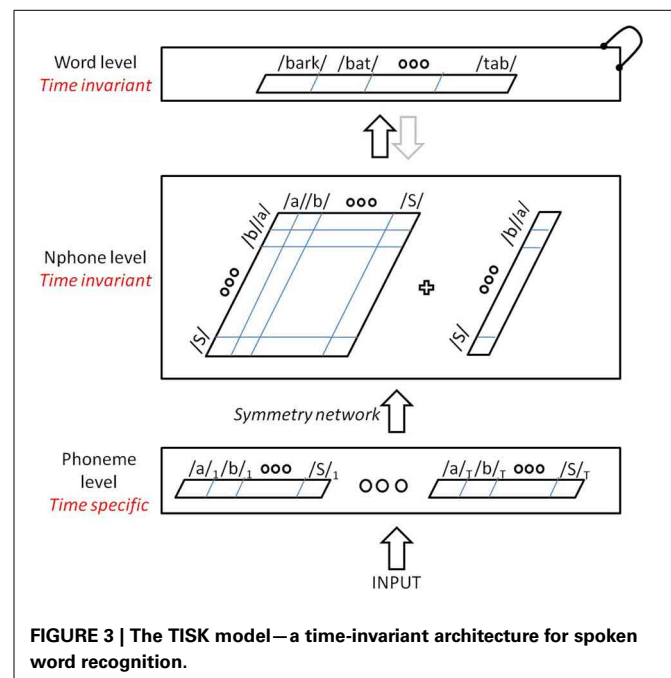 Word level
Time invariant
/bark/ /bat/ ooo /tab/
Nphone level
Time invariant
/a//b/ ooo /S/
/b//a/
ooo
/S/
/b//a/
ooo
/S/
Symmetry network
Phoneme
level
Time specific
/a/₁/b/₁ ooo /S/₁ ooo /a/T/b/T ooo /S/T
INPUT
FIGURE 3 | The TISK model—a time-invariant architecture for spoken
word recognition.